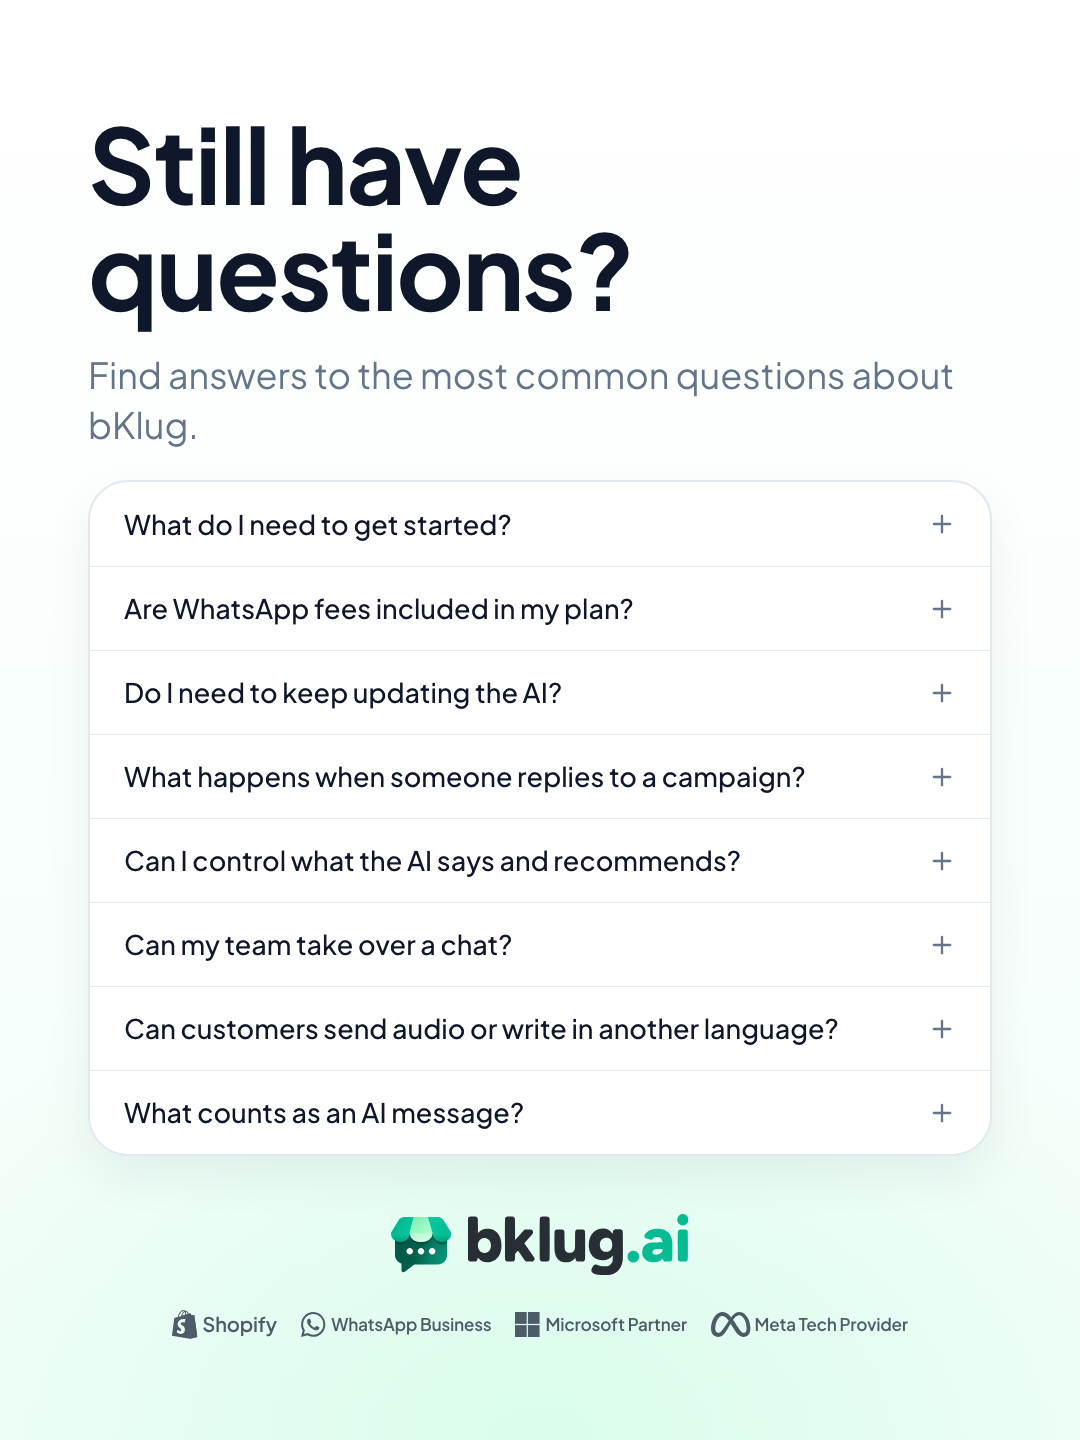 Still have
questions?
Find answers to the most common questions about
bKlug.
What do I need to get started?
Are WhatsApp fees included in my plan?
Do I need to keep updating the AI?
What happens when someone replies to a campaign?
Can I control what the AI says and recommends?
Can my team take over a chat?
Can customers send audio or write in another language?
What counts as an AI message?
bklug.ai
Shopify WhatsApp Business Microsoft Partner Meta Tech Provider